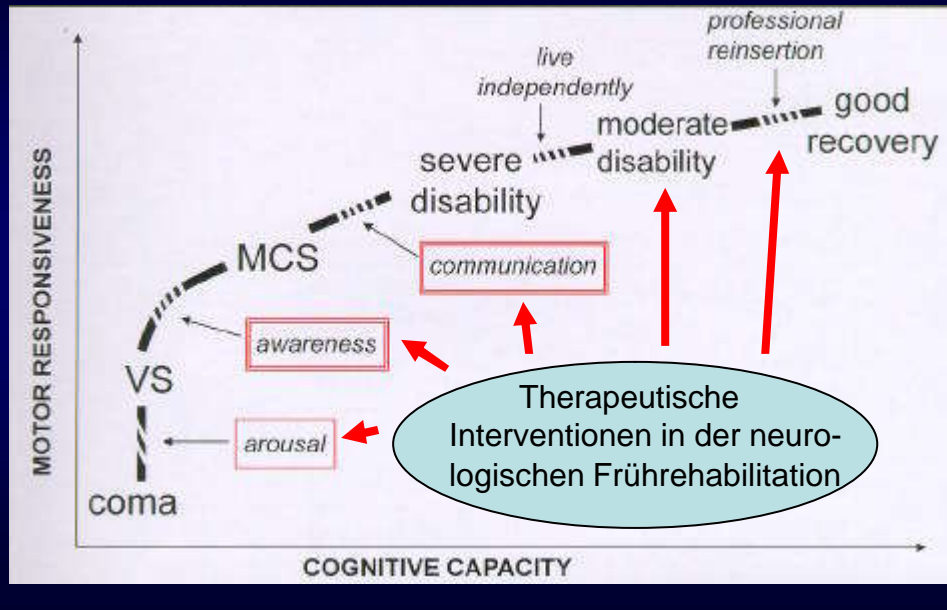 professional
reinsertion
live
independently
good
recovery
moderate
disability
severe
disability
MCS
communication
awareness
VS
arousal
coma
Therapeutische
Interventionen in der neuro-
logischen Frührehabilitation
MOTOR RESPONSIVENESS
COGNITIVE CAPACITY